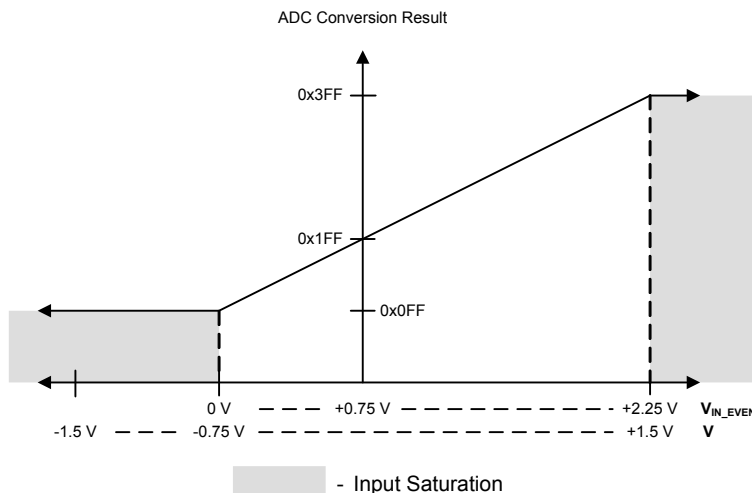 ADC Conversion Result
0x3FF
0x1FF
0x0FF
0 V +0.75 V +2.25 V VIN_EVEN
-1.5 V -0.75 V +1.5 V V
- Input Saturation